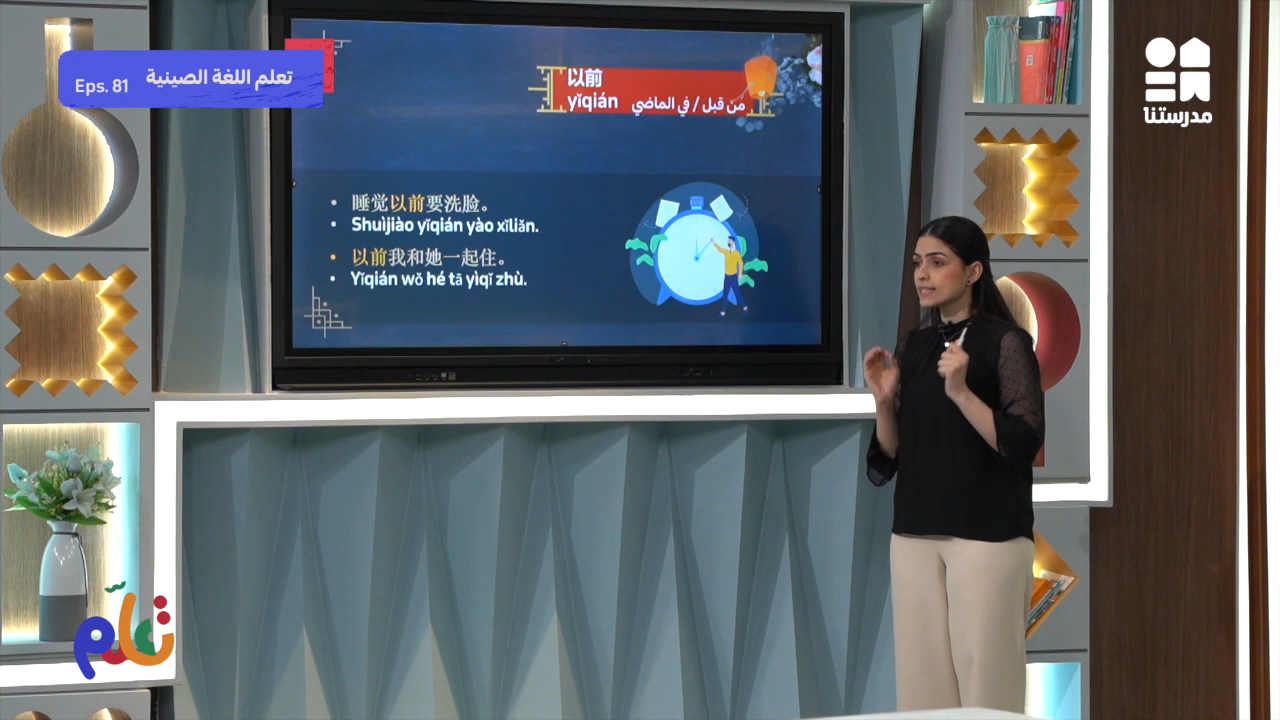 تعلم اللغة الصينية
Eps. 81
مدرستنا
以前
yǐqián من قبل / في الماضي
• 睡觉以前要洗脸。
• Shuìjiào yǐqián yào xǐliǎn.
• 以前我和她一起住。
• Yǐqián wǒ hé tā yìqǐ zhù.
تعلّم